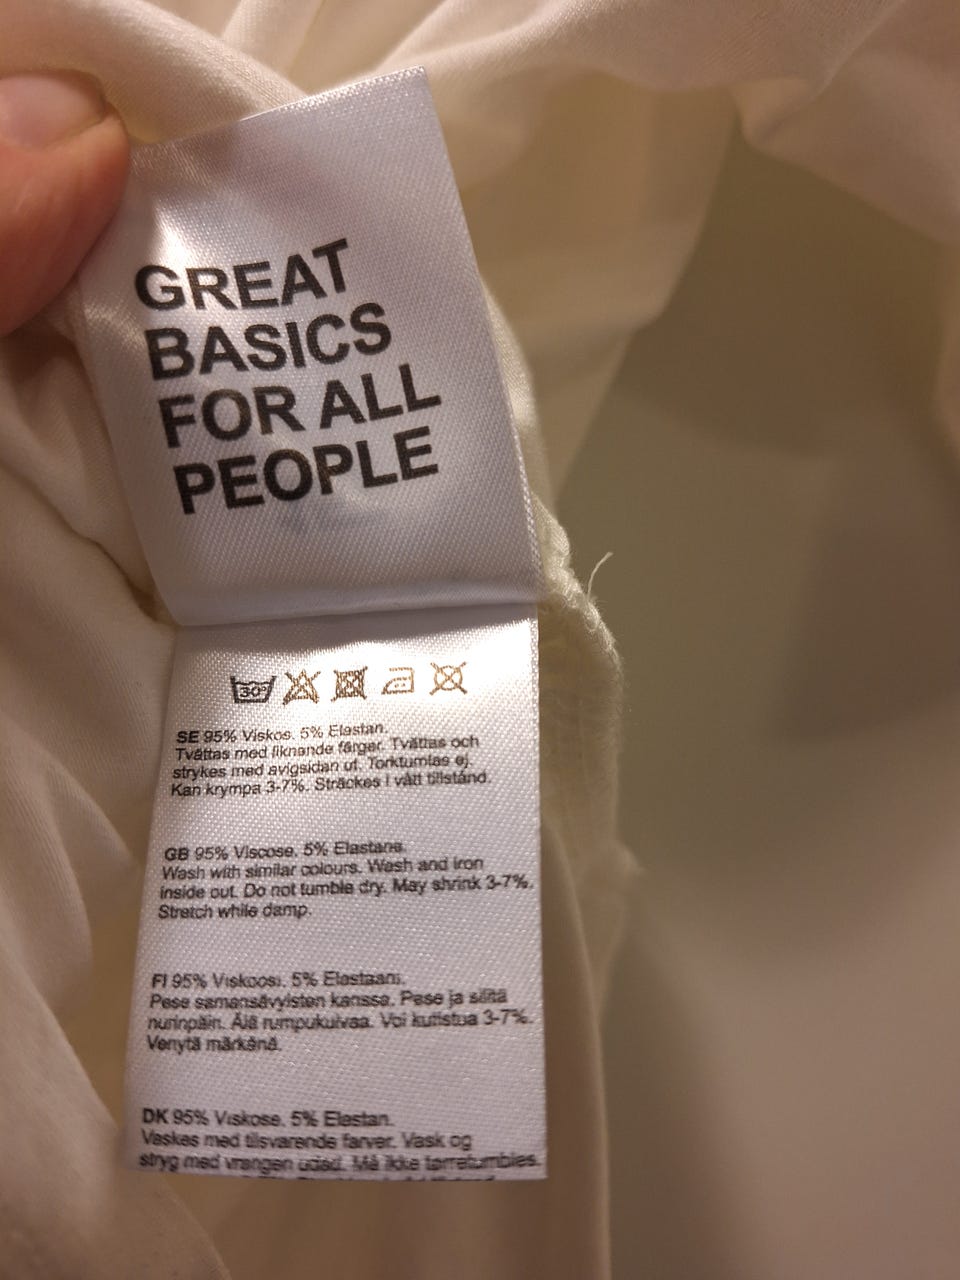 GREAT
BASICS
FOR ALL
PEOPLE
30°
SE 95% Viskos. 5% Elastan.
Tvättas med liknande färger. Tvättas och
strykes med avigsidan ut. Torktumlas ej.
Kan krympa 3-7%. Sträckes i vått tillstånd.
GB 95% Viscose. 5% Elastane.
Wash with similar colours. Wash and iron
inside out. Do not tumble dry. May shrink 3-7%.
Stretch while damp.
FI 95% Viskoosi. 5% Elastaani.
Pese samansävyisten kanssa. Pese ja silitä
nurinpäin. Älä rumpukuivaa. Voi kutistua 3-7%.
Venytä märkänä.
DK 95% Viskose. 5% Elastan.
Vaskes med tilsvarende farver. Vask og
stryg med vrangen udad. Må ikke tørretumbles.